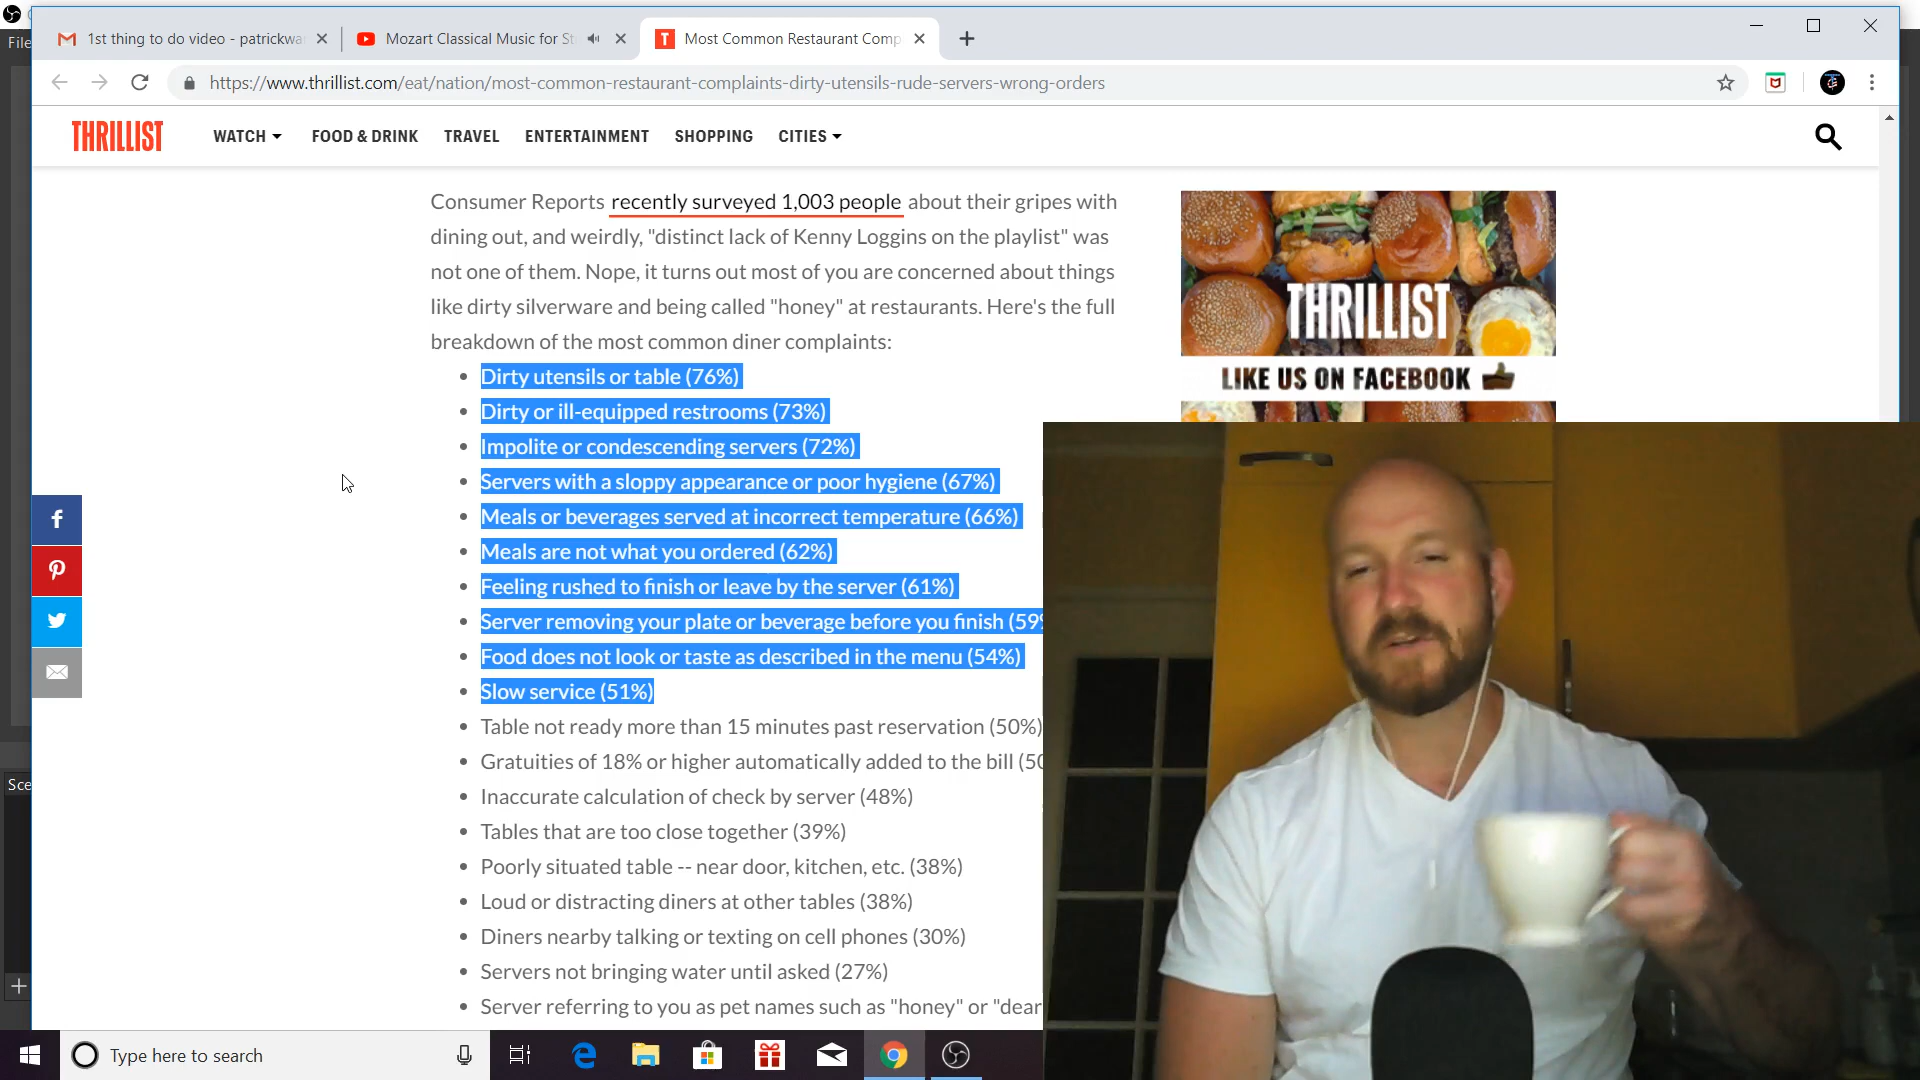 File
1st thing to do video - patrickwa
Mozart Classical Music for St
Most Common Restaurant Comp
https://www.thrillist.com/eat/nation/most-common-restaurant-complaints-dirty-utensils-rude-servers-wrong-orders
THRILLIST WATCH FOOD & DRINK TRAVEL ENTERTAINMENT SHOPPING CITIES
Consumer Reports recently surveyed 1,003 people about their gripes with
dining out, and weirdly, "distinct lack of Kenny Loggins on the playlist" was
not one of them. Nope, it turns out most of you are concerned about things
like dirty silverware and being called "honey" at restaurants. Here's the full
breakdown of the most common diner complaints:
• Dirty utensils or table (76%)
• Dirty or ill-equipped restrooms (73%)
• Impolite or condescending servers (72%)
• Servers with a sloppy appearance or poor hygiene (67%)
• Meals or beverages served at incorrect temperature (66%)
• Meals are not what you ordered (62%)
• Feeling rushed to finish or leave by the server (61%)
• Server removing your plate or beverage before you finish (59%
• Food does not look or taste as described in the menu (54%)
• Slow service (51%)
• Table not ready more than 15 minutes past reservation (50%)
• Gratuities of 18% or higher automatically added to the bill (50
• Inaccurate calculation of check by server (48%)
• Tables that are too close together (39%)
• Poorly situated table -- near door, kitchen, etc. (38%)
• Loud or distracting diners at other tables (38%)
• Diners nearby talking or texting on cell phones (30%)
• Servers not bringing water until asked (27%)
• Server referring to you as pet names such as "honey" or "dear
THRILLIST
LIKE US ON FACEBOOK
Sce
Type here to search